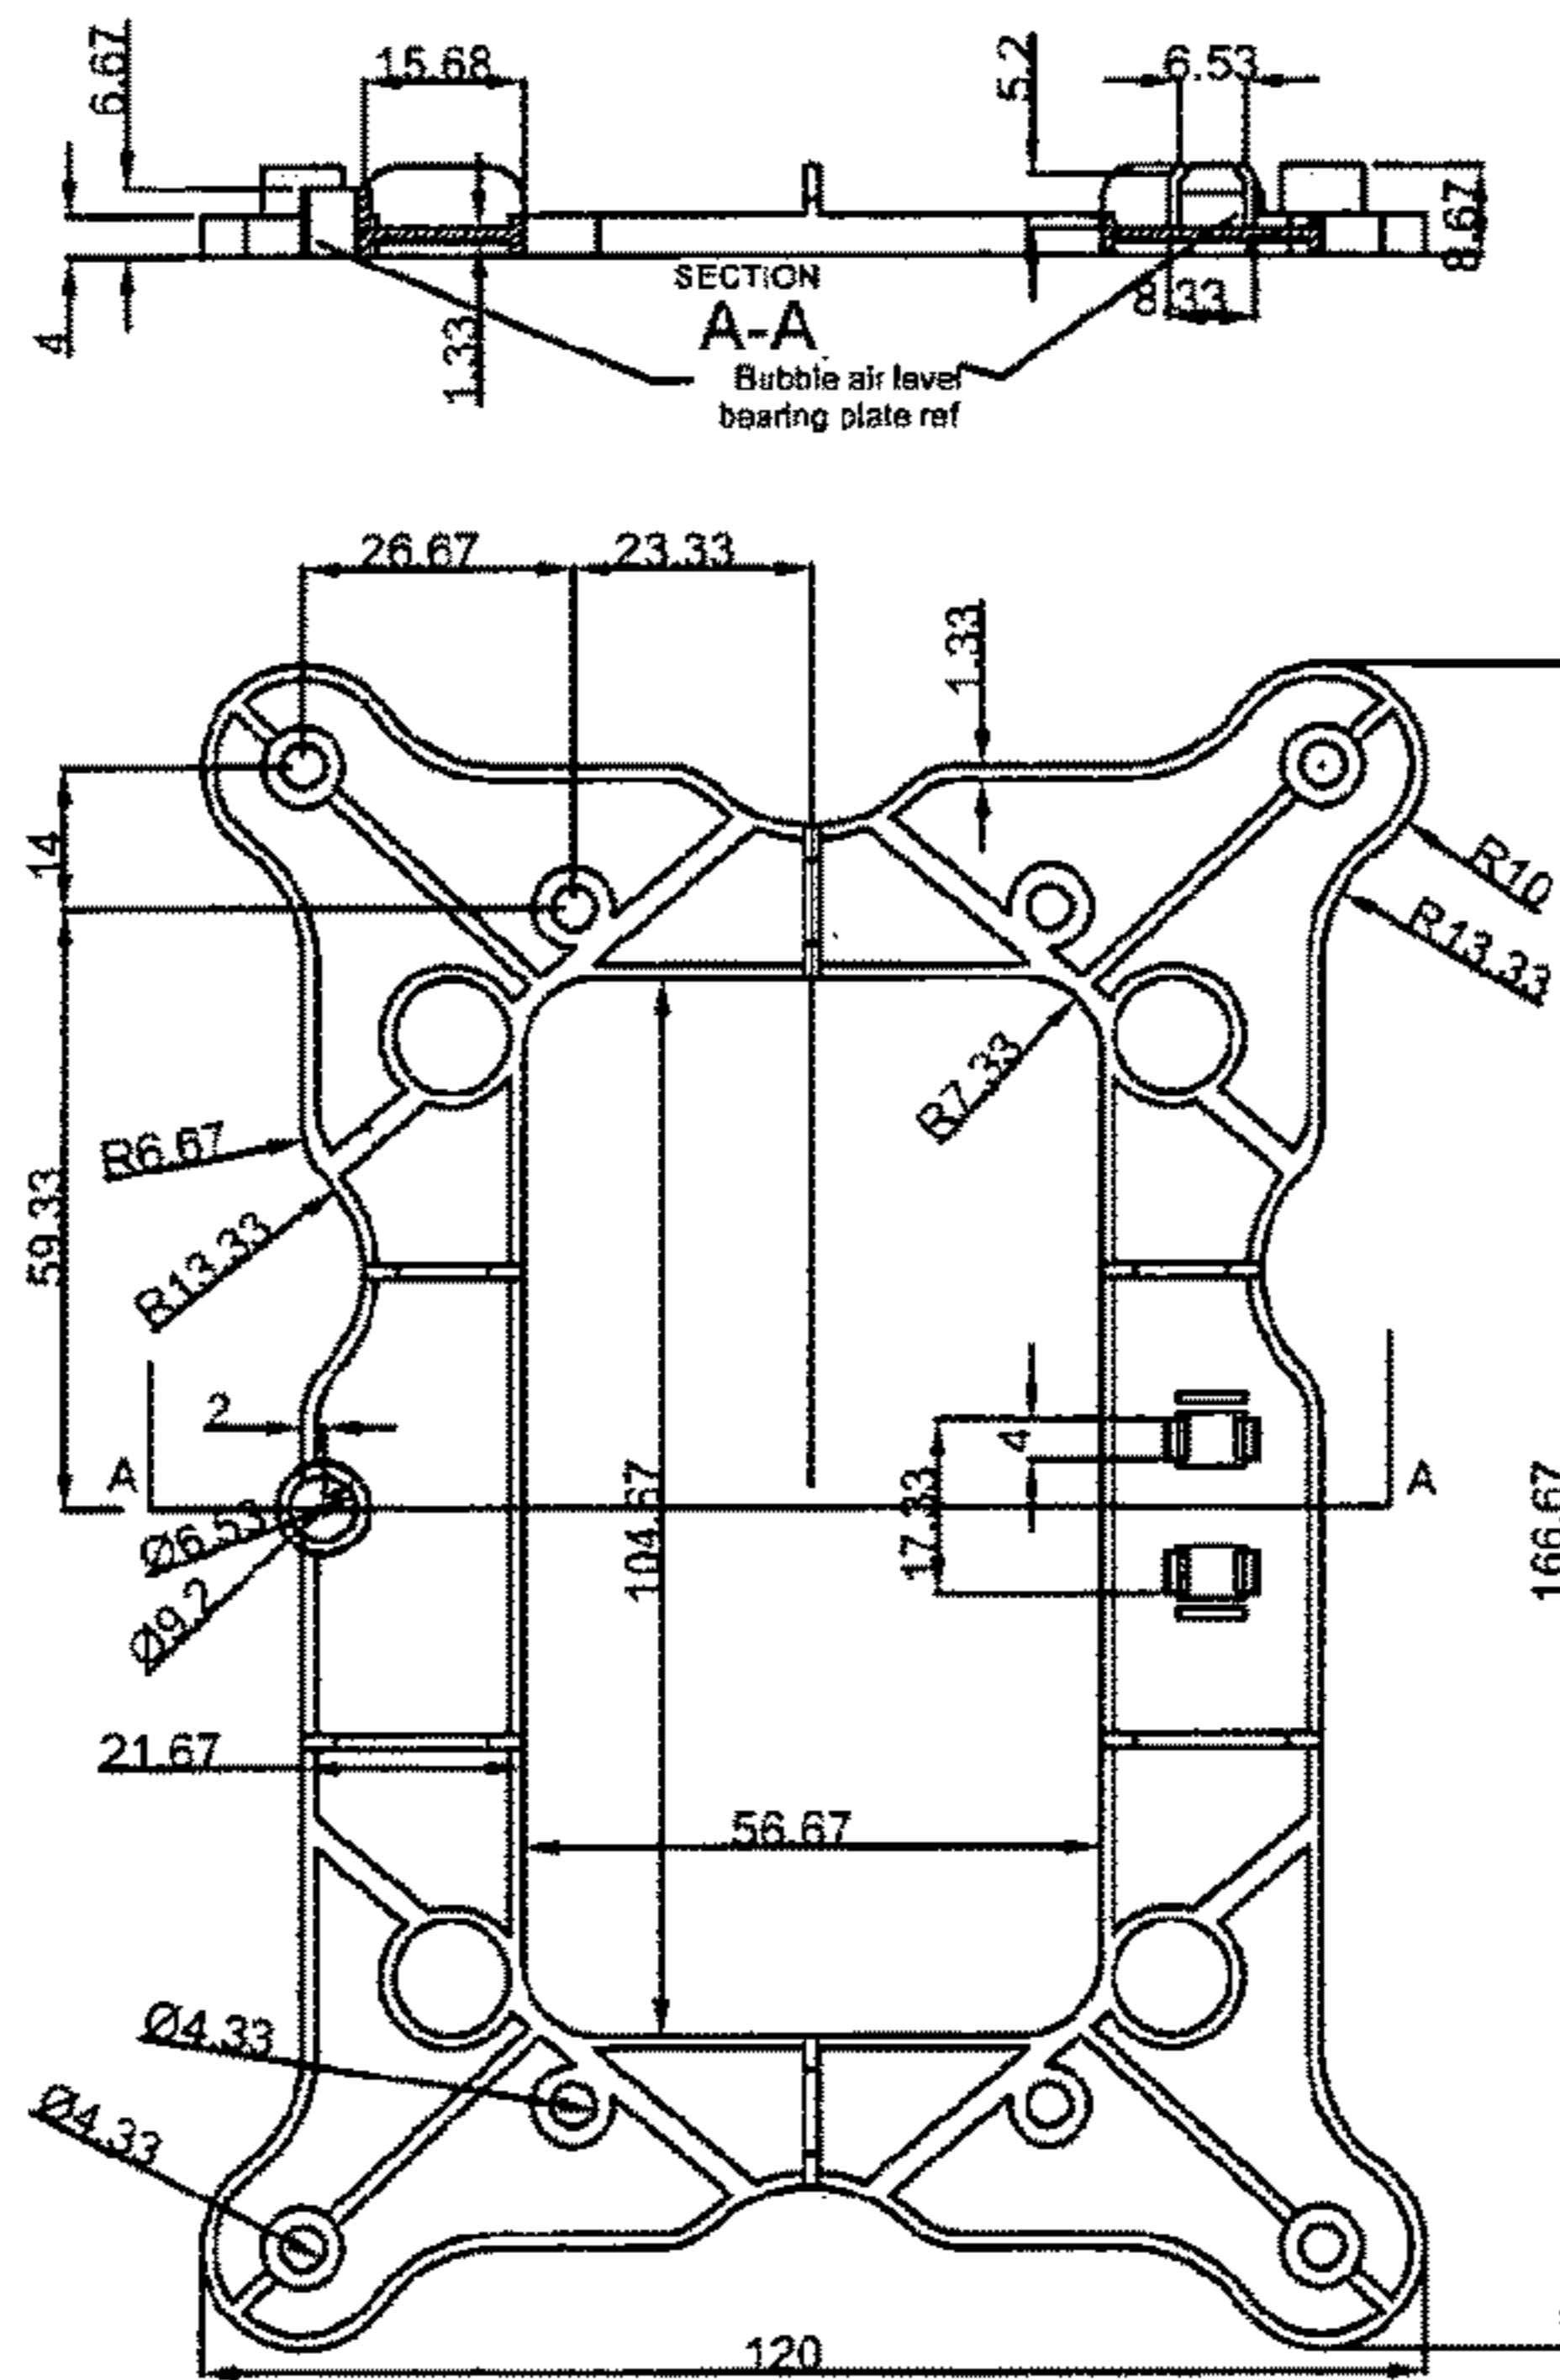 6.67
15.68
5.2
6.53
8.67
4
1.33
8.33
SECTION
A-A
Bubble air level
bearing plate ref
26.67
23.33
1.33
14
R10
R13.33
R7.33
R6.67
59.33
R13.33
2
4
A
A
17.33
104.67
166.67
Ø6.53
Ø9.2
21.67
56.67
Ø4.33
Ø4.33
120